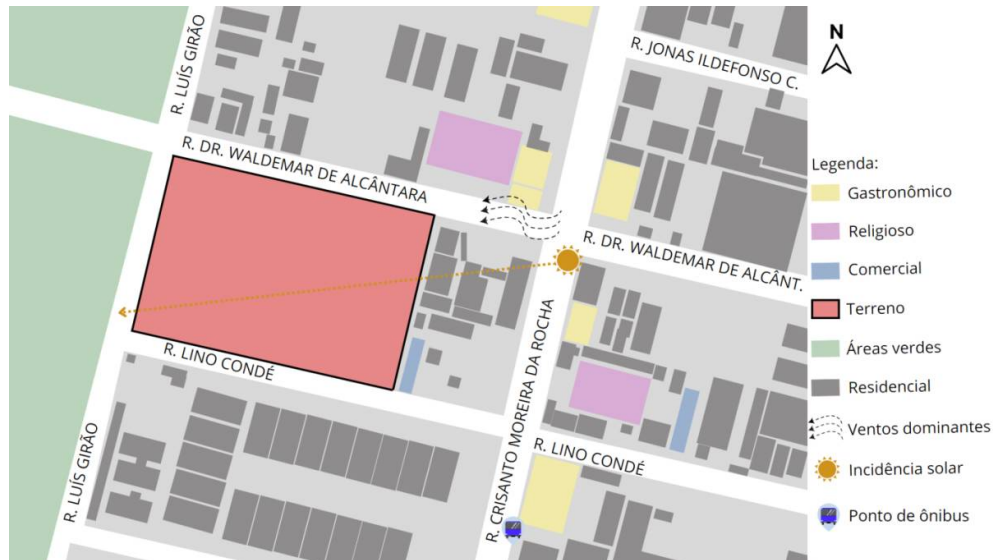 R. LUÍS GIRÃO
R. JONAS ILDEFONSO C.
N
R. DR. WALDEMAR DE ALCÂNTARA
R. DR. WALDEMAR DE ALCÂNT.
R. LINO CONDÉ
R. CRISANTO MOREIRA DA ROCHA
R. LUÍS GIRÃO
R. LINO CONDÉ
Legenda:
Gastronômico
Religioso
Comercial
Terreno
Áreas verdes
Residencial
Ventos dominantes
Incidência solar
Ponto de ônibus